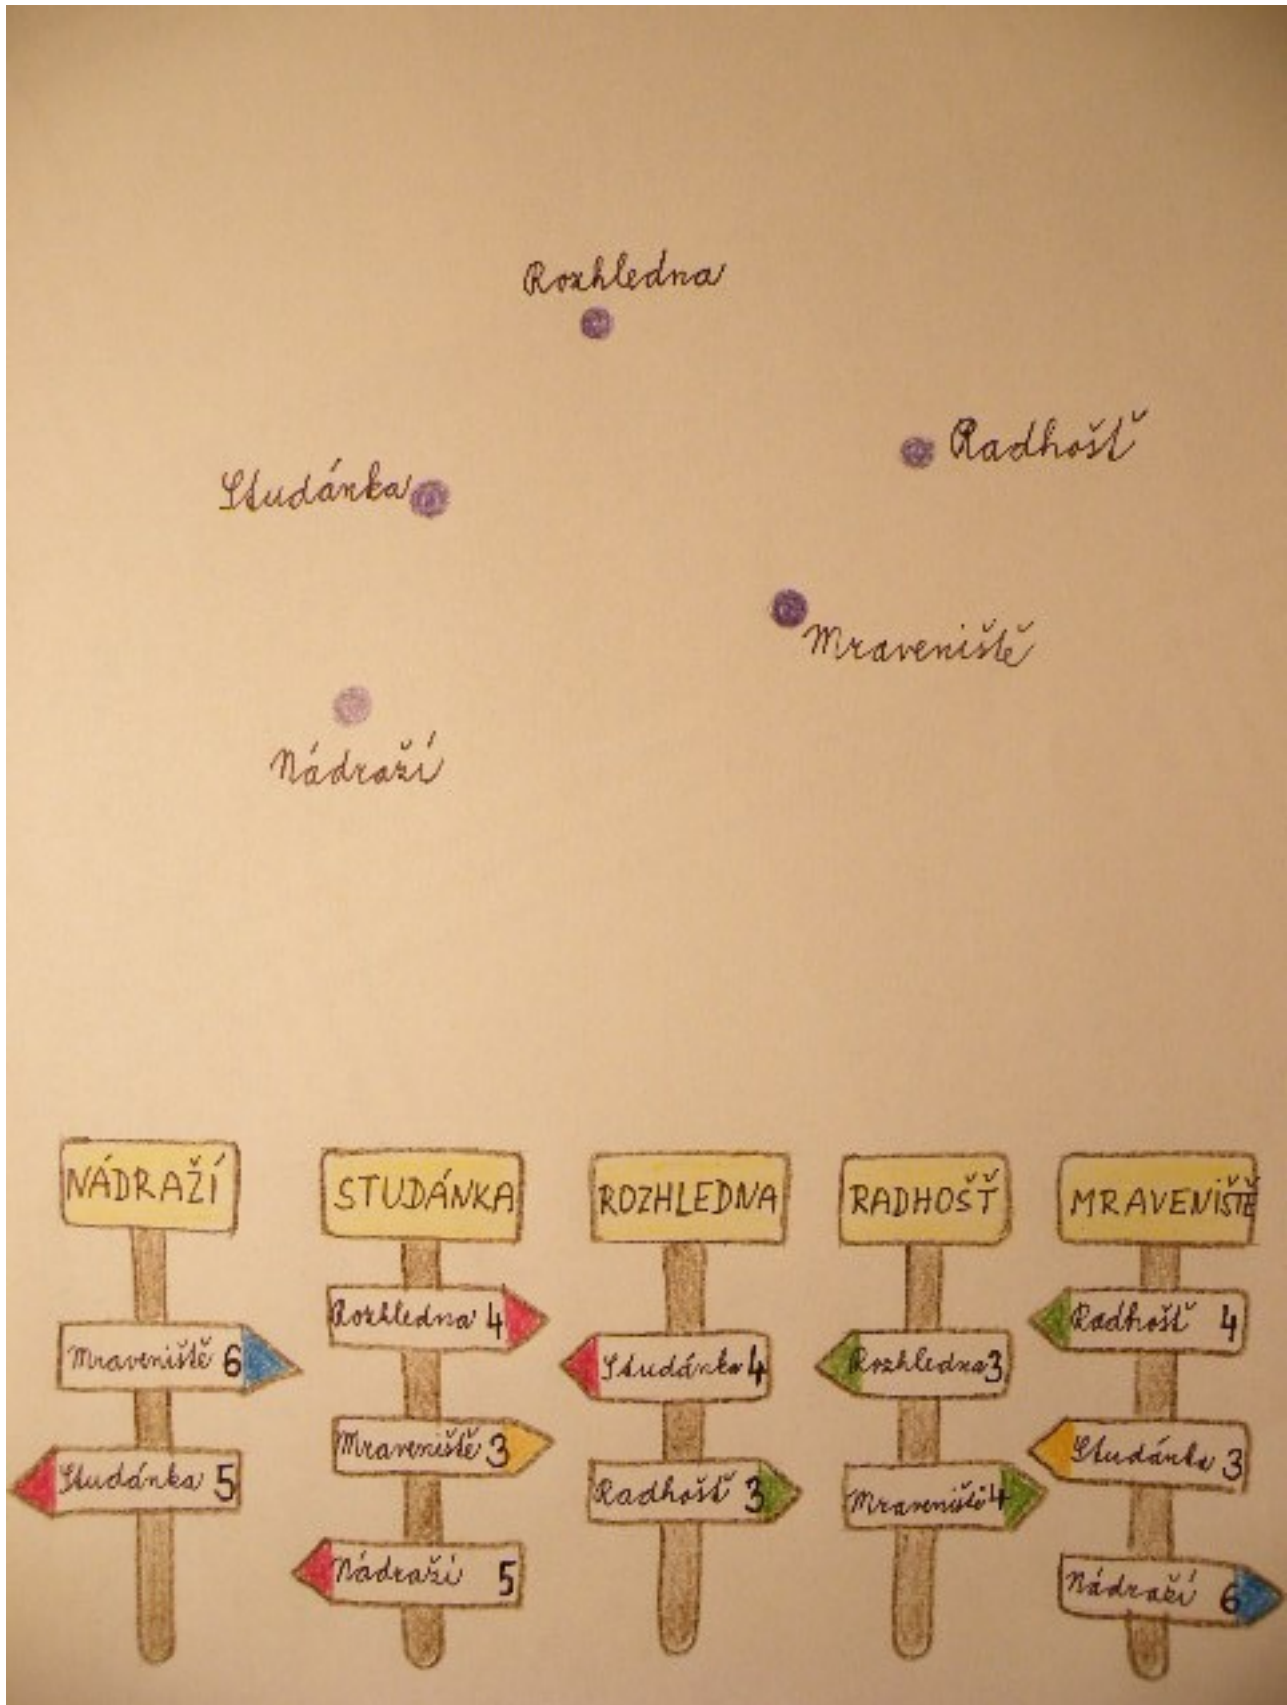 Rozhledna
Radhošť
Studánka
Mraveniště
Nádraží
NÁDRAŽÍ
Mraveniště 6
Studánka 5
STUDÁNKA
Rozhledna 4
Mraveniště 3
Nádraží 5
ROZHLEDNA
Studánka 4
Radhošť 3
RADHOŠŤ
Rozhledna 3
Mraveniště 4
MRAVENIŠTĚ
Radhošť 4
Studánka 3
Nádraží 6